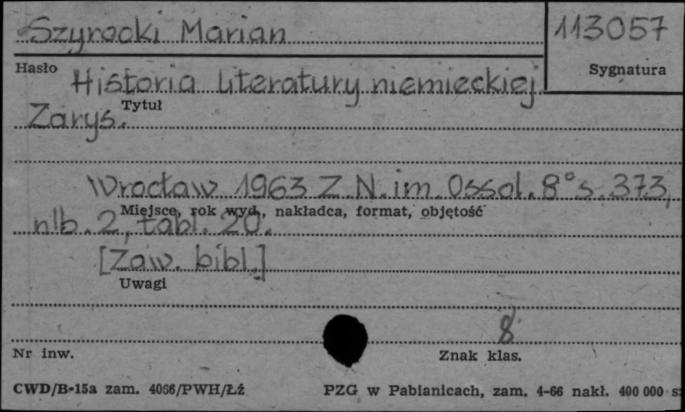 Szyrocki Marian
113057
Hasło
Sygnatura
Historia literatury niemieckiej
Tytuł
Zarys.
Wrocław 1963 Z.N.im.Ossol. 8°s.373,
Miejsce, rok wyd., nakładca, format, objętość
nlb. 2, tabl. 20.
[Zaw. bibl.]
Uwagi
8
Nr inw.
Znak klas.
CWD/B-15a zam. 4066/PWH/Łź
PZG w Pabianicach, zam. 4-66 nakł. 400 000 s